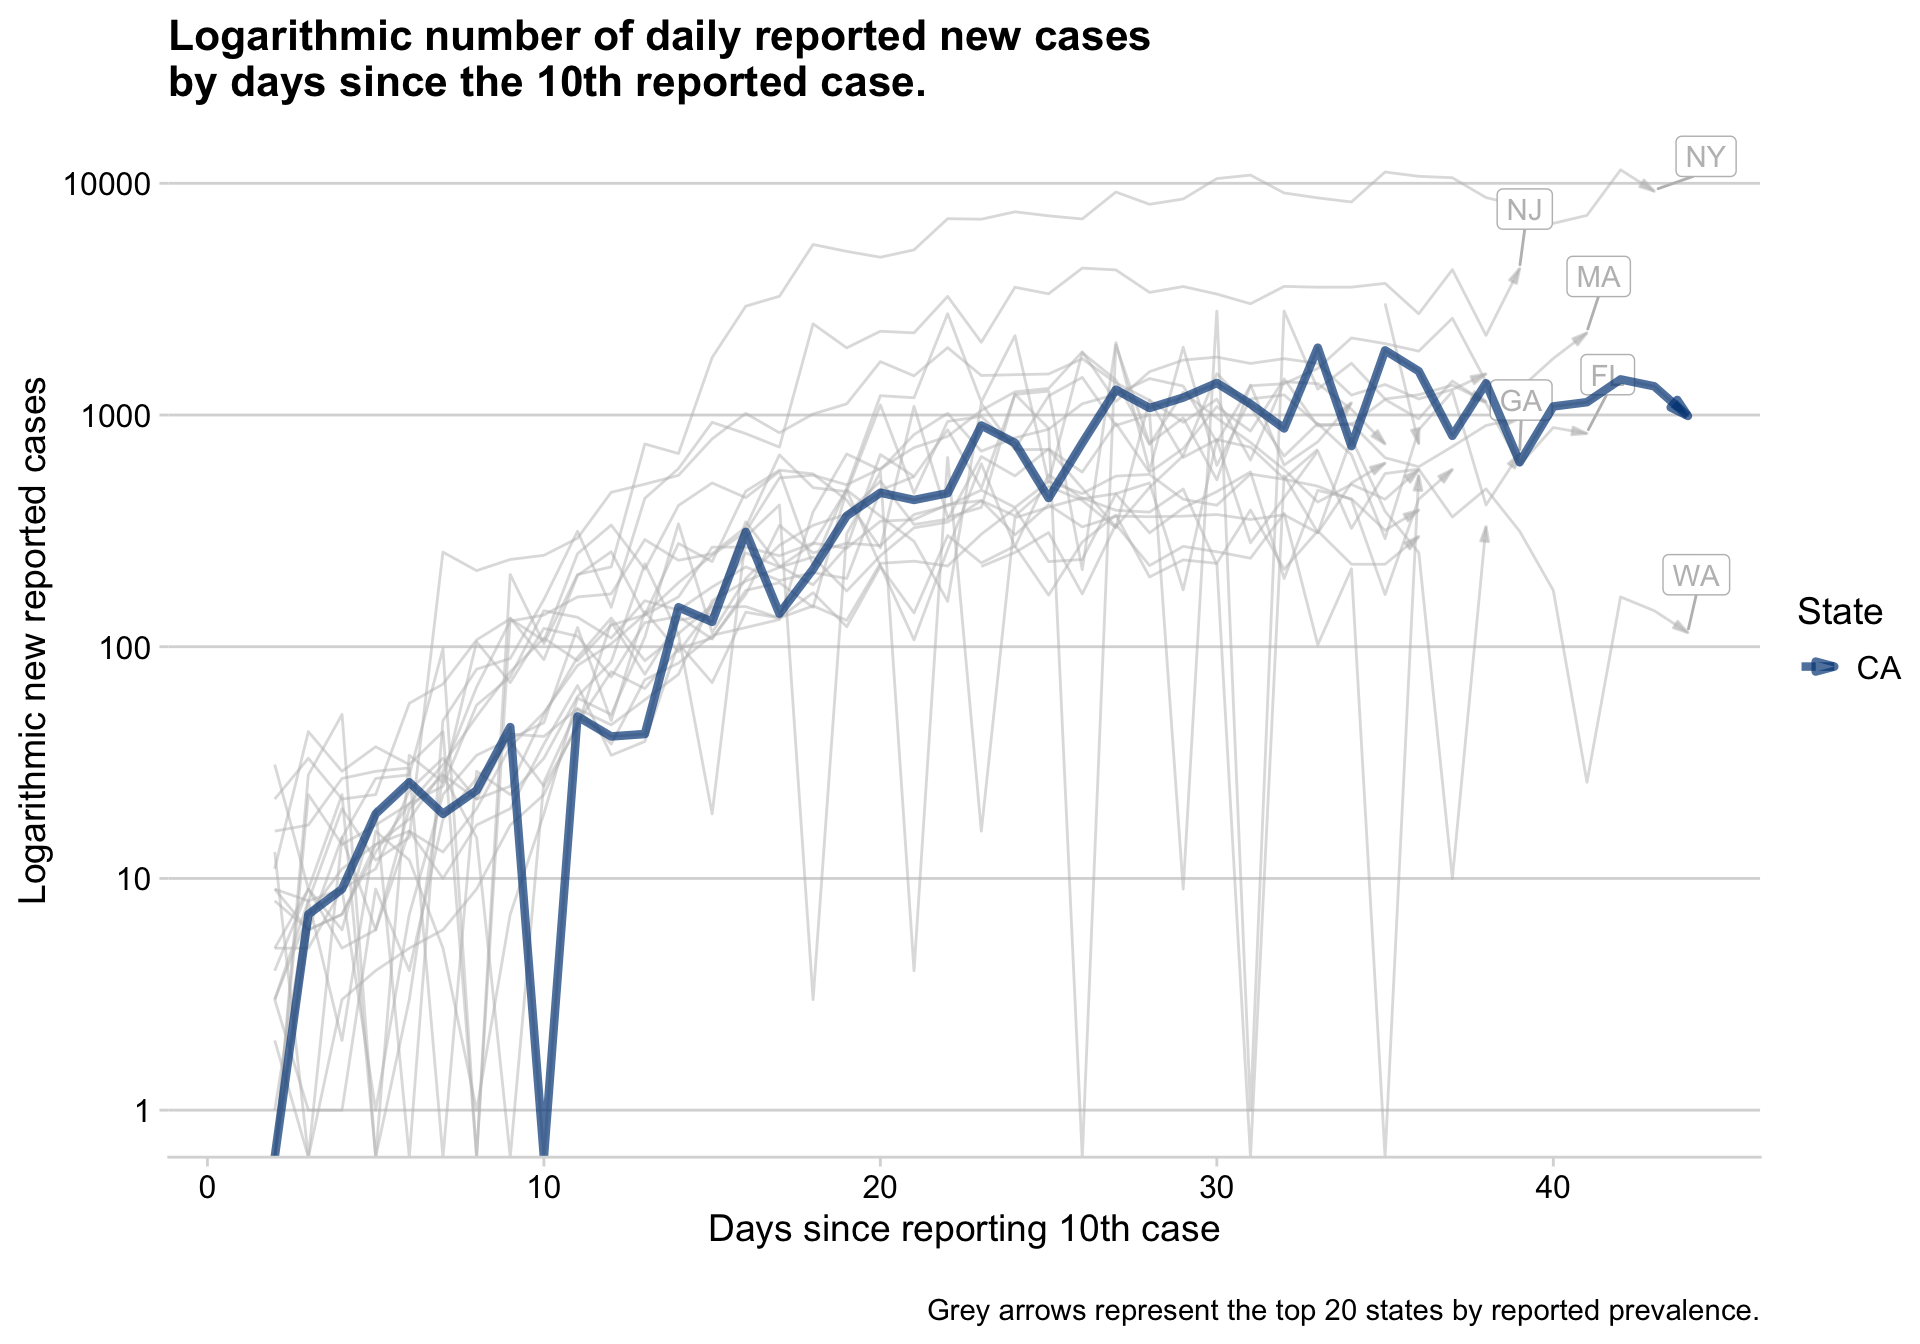 Logarithmic number of daily reported new cases
by days since the 10th reported case.
Logarithmic new reported cases
10000
1000
100
10
1
NY
NJ
MA
FL
GA
WA
State
CA
0 10 20 30 40
Days since reporting 10th case
Grey arrows represent the top 20 states by reported prevalence.